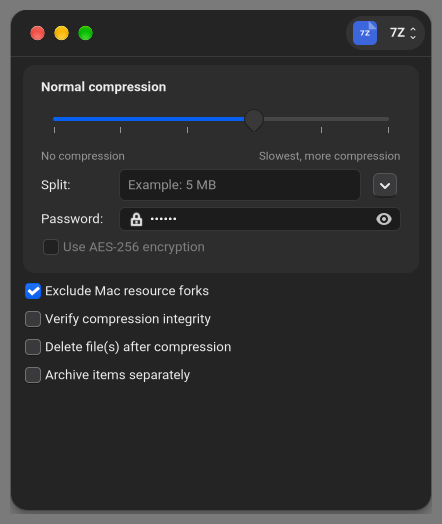 7Z 7Z
Normal compression
No compression Slowest, more compression
Split: Example: 5 MB
Password: ••••••
Use AES-256 encryption
Exclude Mac resource forks
Verify compression integrity
Delete file(s) after compression
Archive items separately